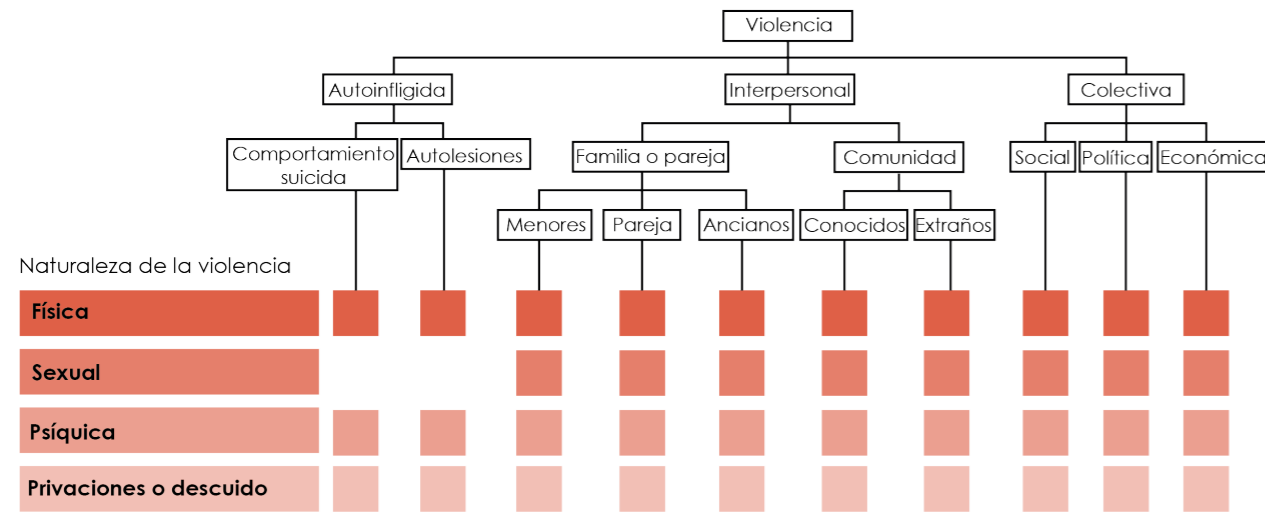 Violencia
Autoinfligida
Interpersonal
Colectiva
Comportamiento
suicida
Autolesiones
Familia o pareja
Comunidad
Social
Política
Económica
Menores
Pareja
Ancianos
Conocidos
Extraños
Naturaleza de la violencia
Física
Sexual
Psíquica
Privaciones o descuido